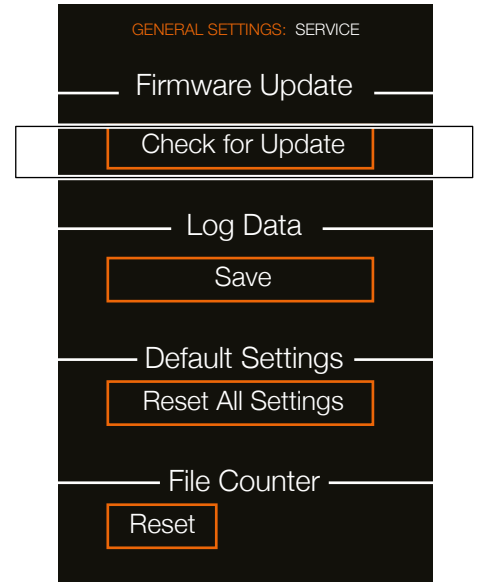 GENERAL SETTINGS: SERVICE
Firmware Update
Check for Update
Log Data
Save
Default Settings
Reset All Settings
File Counter
Reset